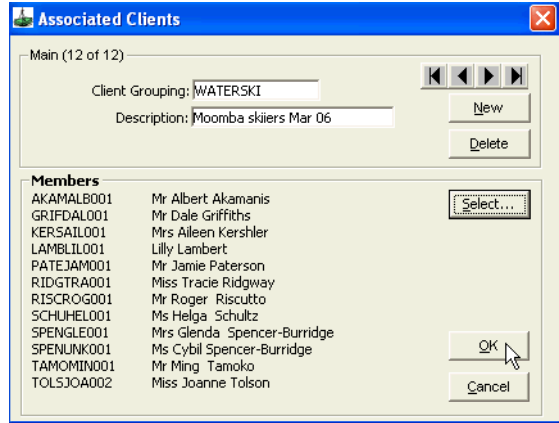 Associated Clients
Main (12 of 12)
Client Grouping: WATERSKI
Description: Moomba skiiers Mar 06
New
Delete
Members
Select...
AKAMALB001 Mr Albert Akamanis
GRIFDAL001 Mr Dale Griffiths
KERSAIL001 Mrs Aileen Kershler
LAMBLIL001 Lilly Lambert
PATEJAM001 Mr Jamie Paterson
RIDGTRA001 Miss Tracie Ridgway
RISCROG001 Mr Roger Riscutto
SCHUHEL001 Ms Helga Schultz
SPENGLE001 Mrs Glenda Spencer-Burridge
SPENUNK001 Ms Cybil Spencer-Burridge
TAMOMIN001 Mr Ming Tamoko
TOLSJOA002 Miss Joanne Tolson
OK
Cancel